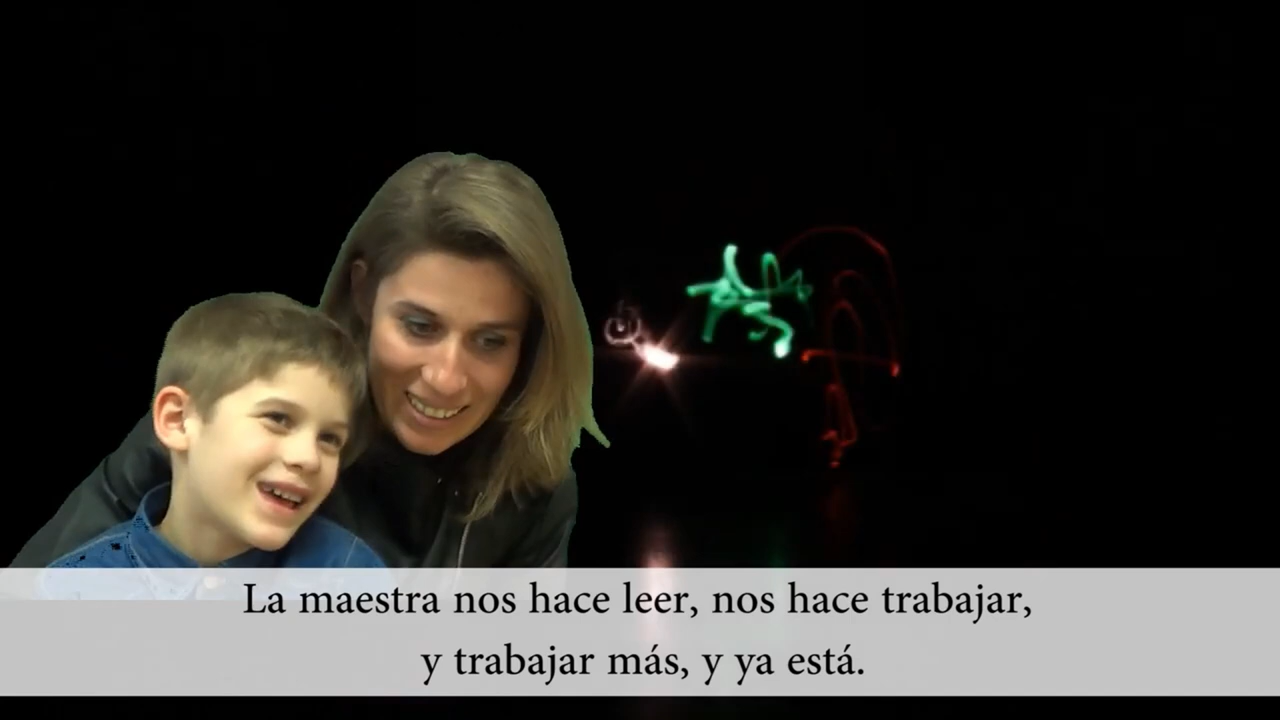 La maestra nos hace leer, nos hace trabajar,
y trabajar más, y ya está.